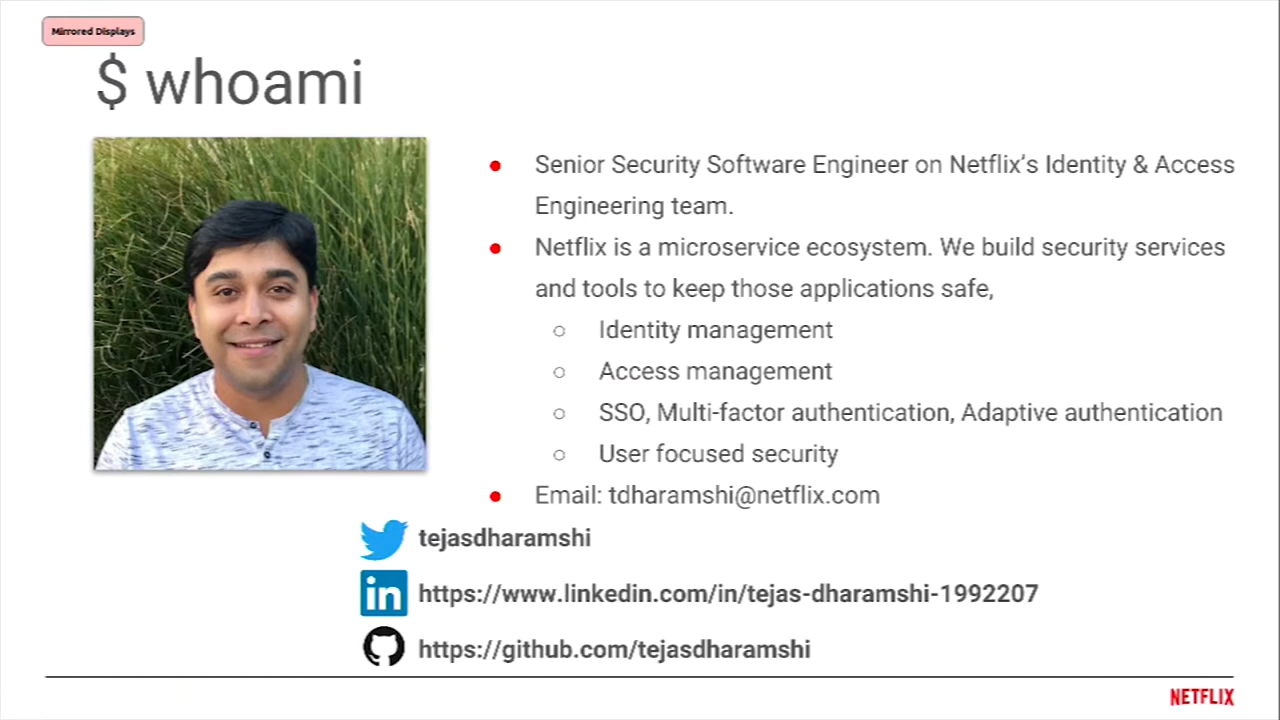 Mirrored Displays
$ whoami
● Senior Security Software Engineer on Netflix’s Identity & Access
Engineering team.
● Netflix is a microservice ecosystem. We build security services
and tools to keep those applications safe,
○ Identity management
○ Access management
○ SSO, Multi-factor authentication, Adaptive authentication
○ User focused security
● Email: tdharamshi@netflix.com
tejasdharamshi
in https://www.linkedin.com/in/tejas-dharamshi-1992207
https://github.com/tejasdharamshi
NETFLIX